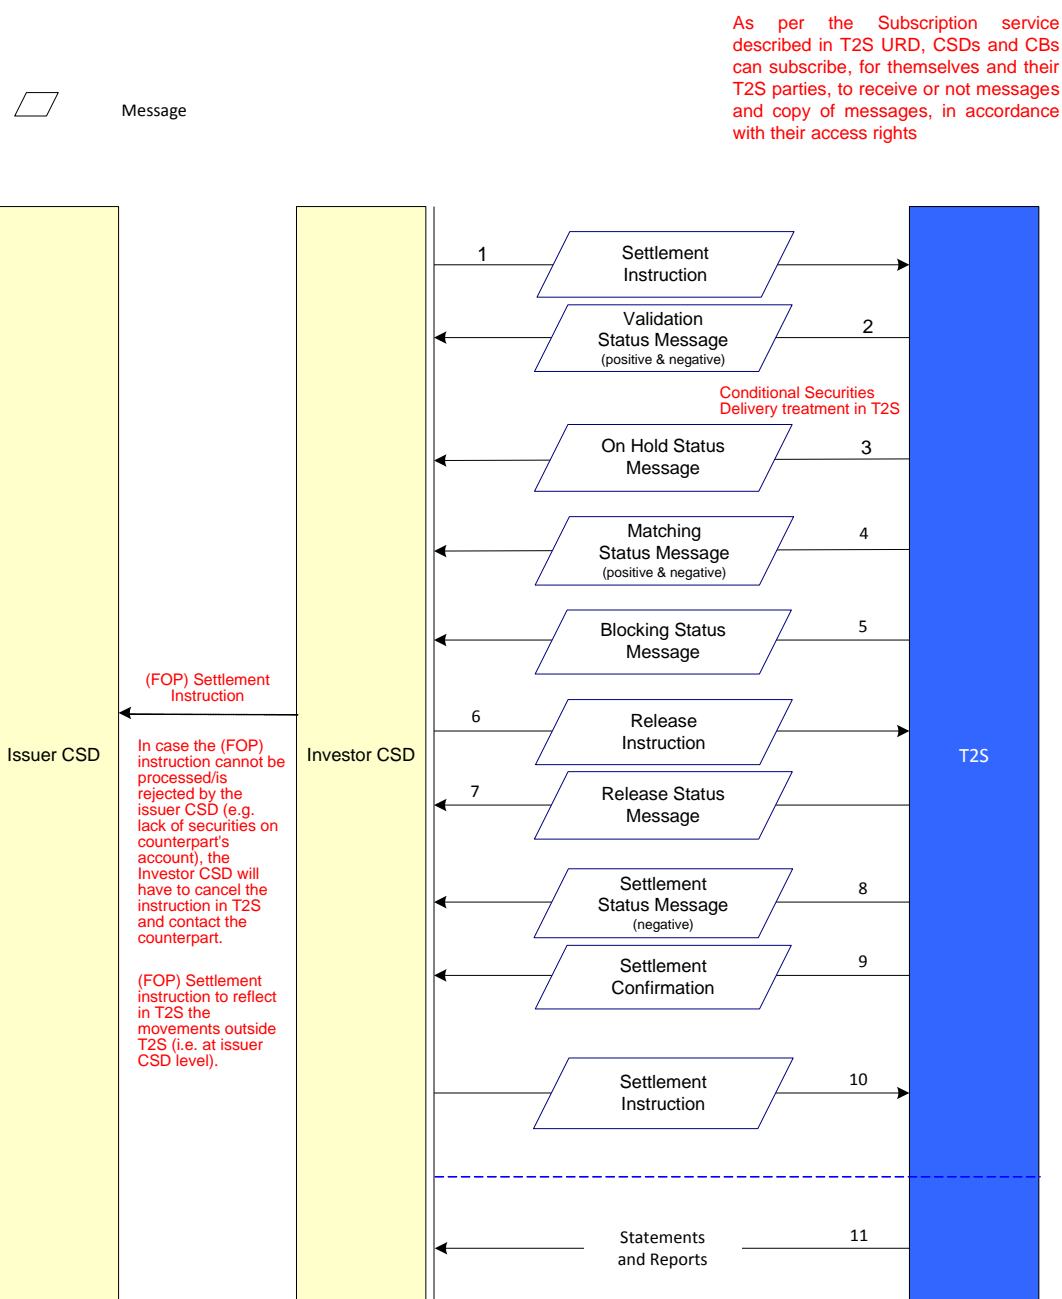 As per the Subscription service
described in T2S URD, CSDs and CBs
can subscribe, for themselves and their
T2S parties, to receive or not messages
and copy of messages, in accordance
with their access rights
Message
1
Settlement
Instruction
Validation
Status Message
(positive & negative)
2
Conditional Securities
Delivery treatment in T2S
On Hold Status
Message
3
Matching
Status Message
(positive & negative)
4
Blocking Status
Message
5
(FOP) Settlement
Instruction
6
Release
Instruction
Issuer CSD
In case the (FOP)
instruction cannot be
processed/is
rejected by the
issuer CSD (e.g.
lack of securities on
counterpart's
account), the
Investor CSD will
have to cancel the
instruction in T2S
and contact the
counterpart.
Investor CSD
T2S
7
Release Status
Message
Settlement
Status Message
(negative)
8
Settlement
Confirmation
9
(FOP) Settlement
instruction to reflect
in T2S the
movements outside
T2S (i.e. at issuer
CSD level).
Settlement
Instruction
10
Statements
and Reports
11